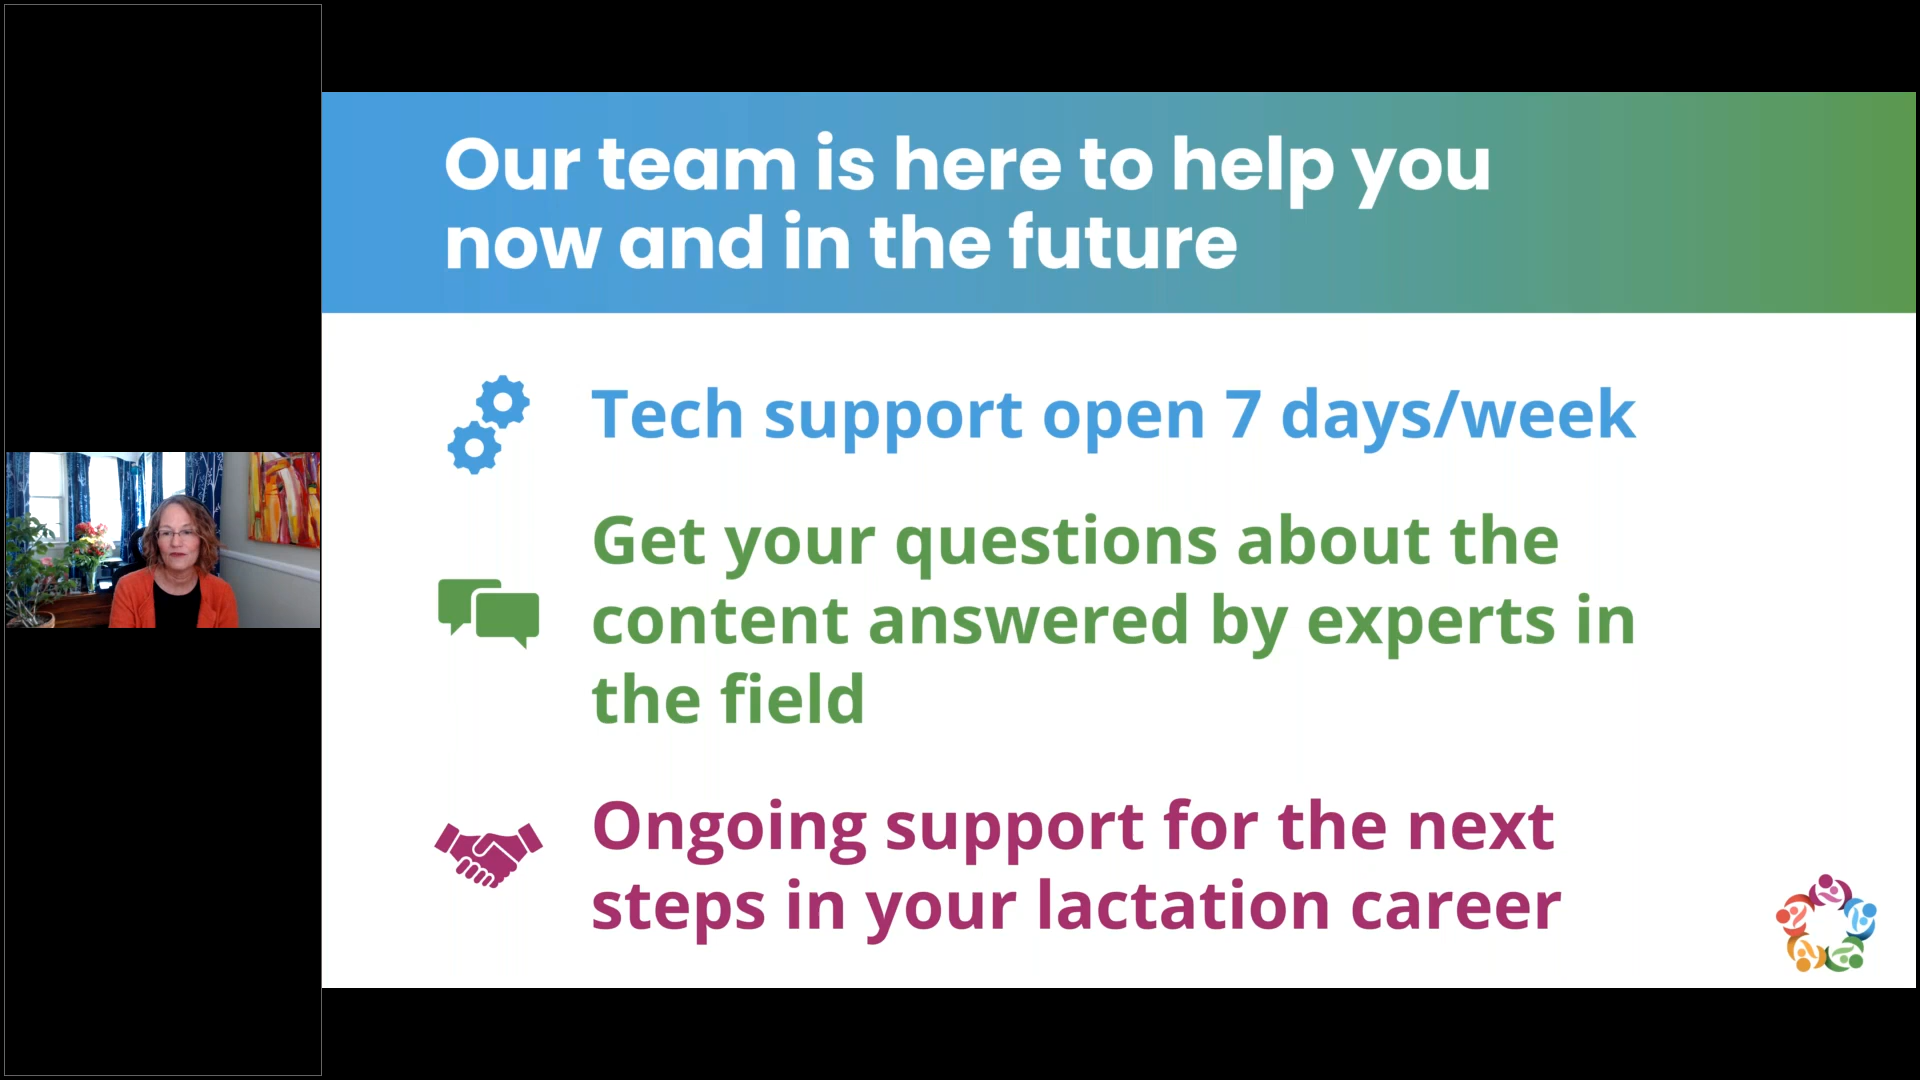 Our team is here to help you
now and in the future
Tech support open 7 days/week
Get your questions about the
content answered by experts in
the field
Ongoing support for the next
steps in your lactation career